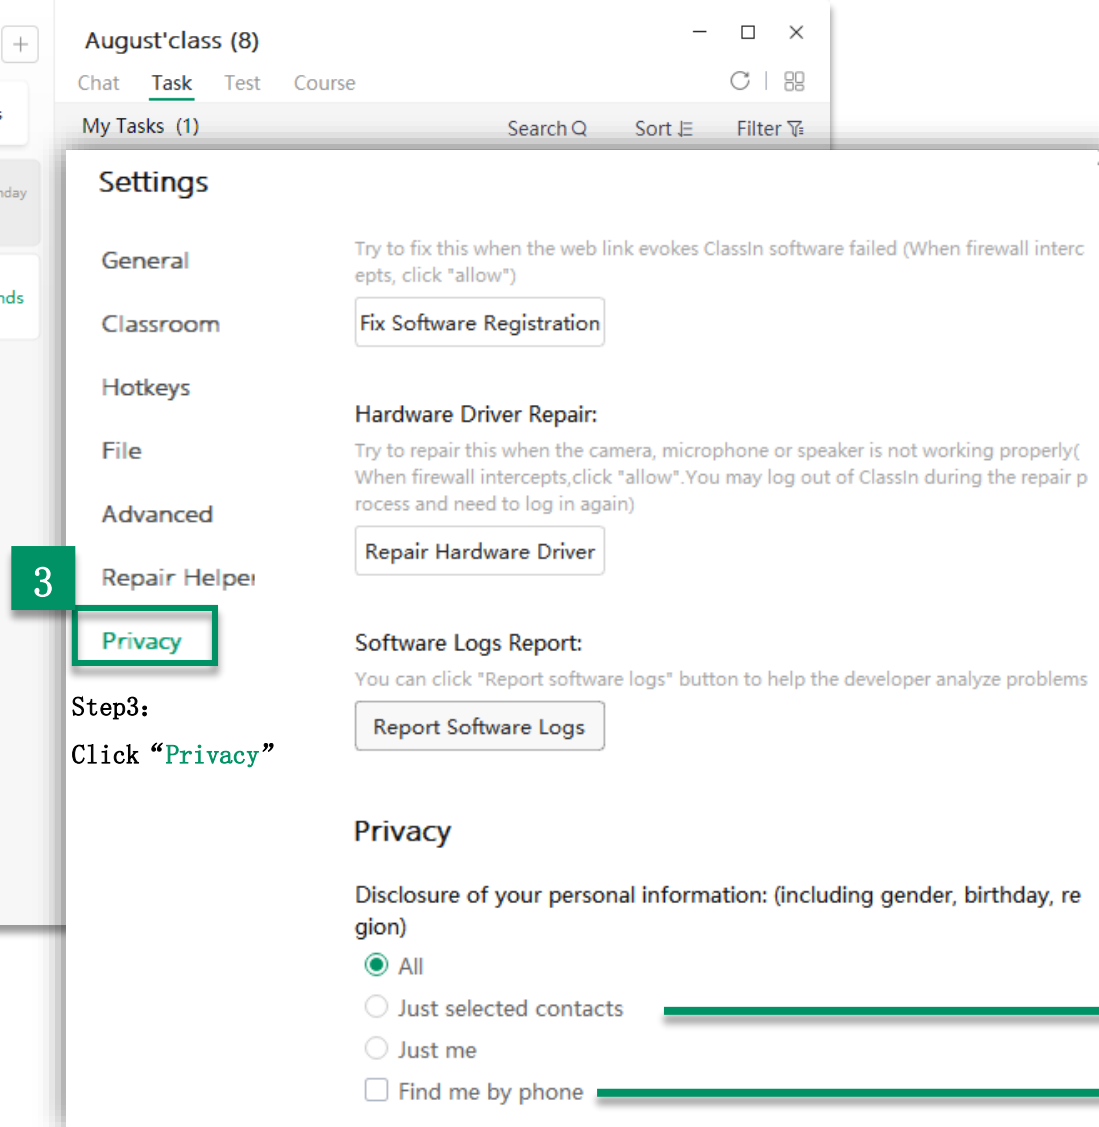 August'class (8)
Chat Task Test Course
My Tasks (1) Search Sort Filter
Settings
General
Classroom
Hotkeys
File
Advanced
Repair Helper
3
Privacy
Step3:
Click “Privacy”
Try to fix this when the web link evokes ClassIn software failed (When firewall interc
epts, click "allow")
Fix Software Registration
Hardware Driver Repair:
Try to repair this when the camera, microphone or speaker is not working properly(
When firewall intercepts,click "allow".You may log out of ClassIn during the repair p
rocess and need to log in again)
Repair Hardware Driver
Software Logs Report:
You can click "Report software logs" button to help the developer analyze problems
Report Software Logs
Privacy
Disclosure of your personal information: (including gender, birthday, re
gion)
All
Just selected contacts
Just me
Find me by phone